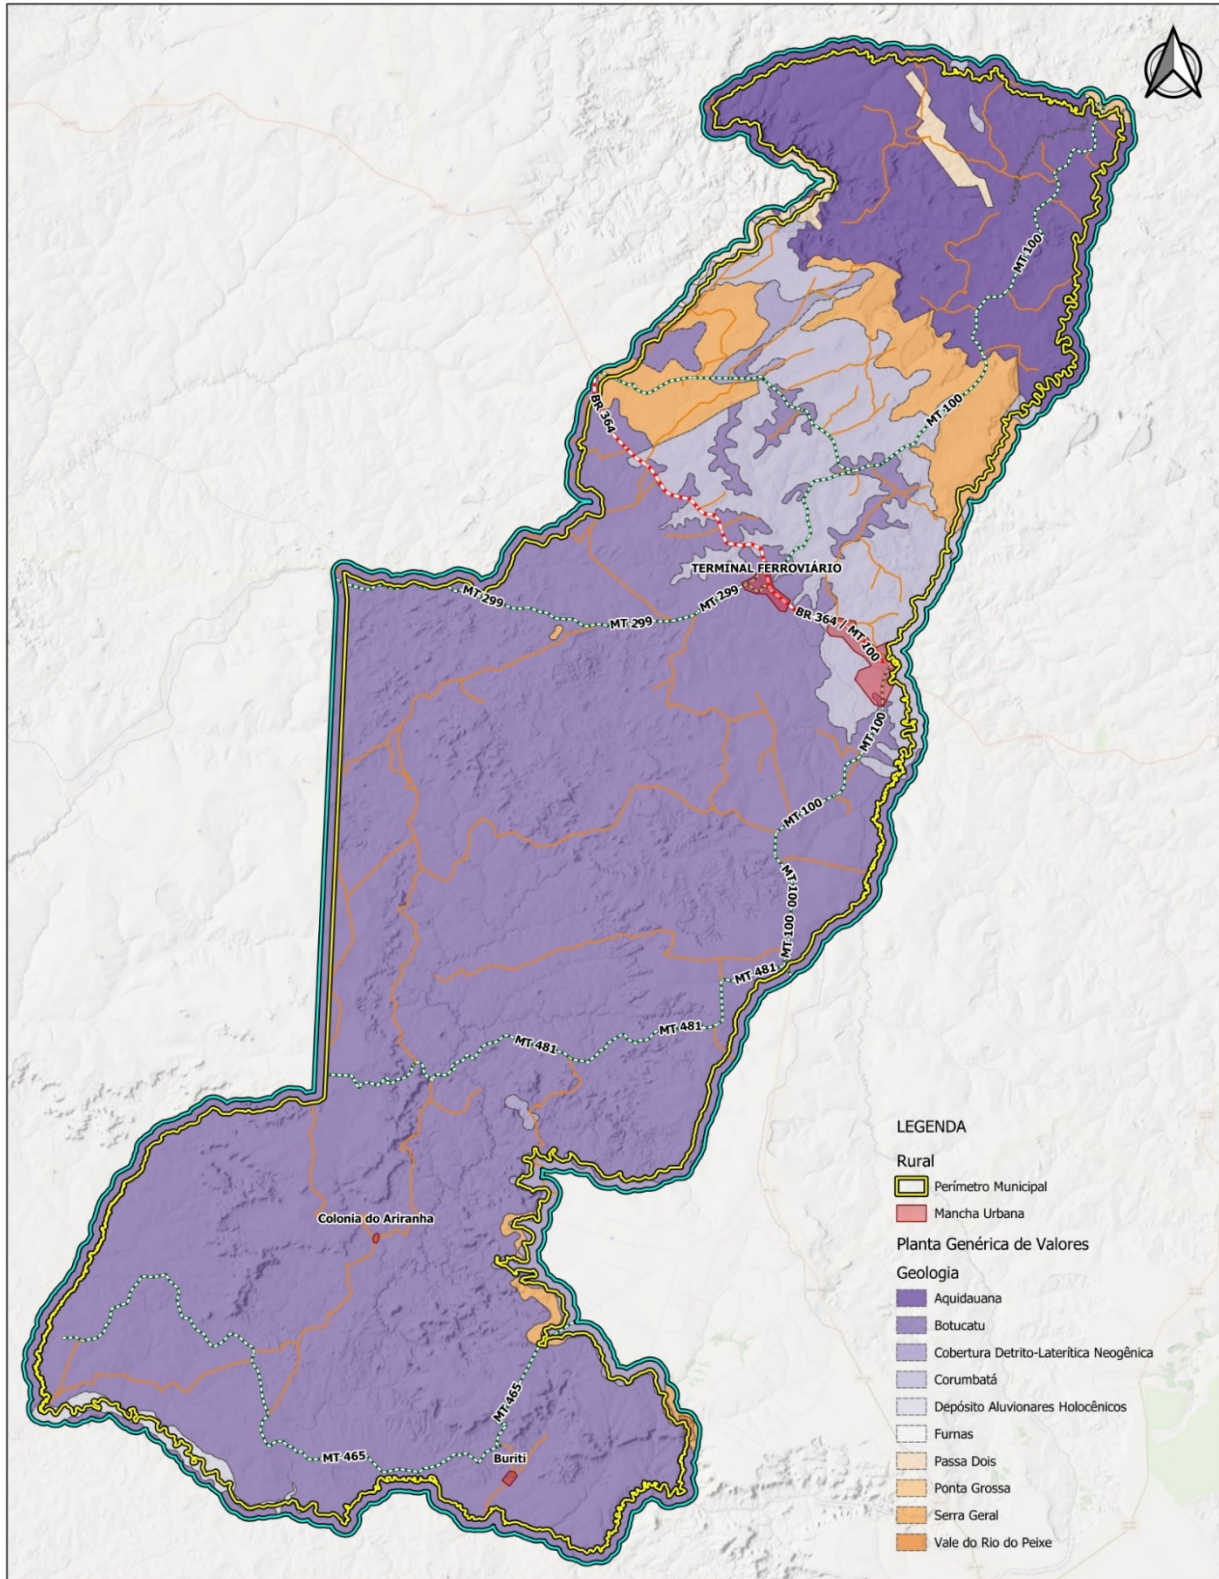 MT 100
MT 100
BR 364
TERMINAL FERROVIÁRIO
MT 299
MT 299
MT 299
BR 364 / MT 100
MT 100
MT 100
MT 100
MT 100
MT 481
MT 481
MT 481
Colonia do Ariranha
MT 465
MT 465
Buriti
LEGENDA
Rural
Perímetro Municipal
Mancha Urbana
Planta Genérica de Valores
Geologia
Aquidauana
Botucatu
Cobertura Detrito-Laterítica Neogênica
Corumbatá
Depósito Aluvionares Holocênicos
Furnas
Passa Dois
Ponta Grossa
Serra Geral
Vale do Rio do Peixe